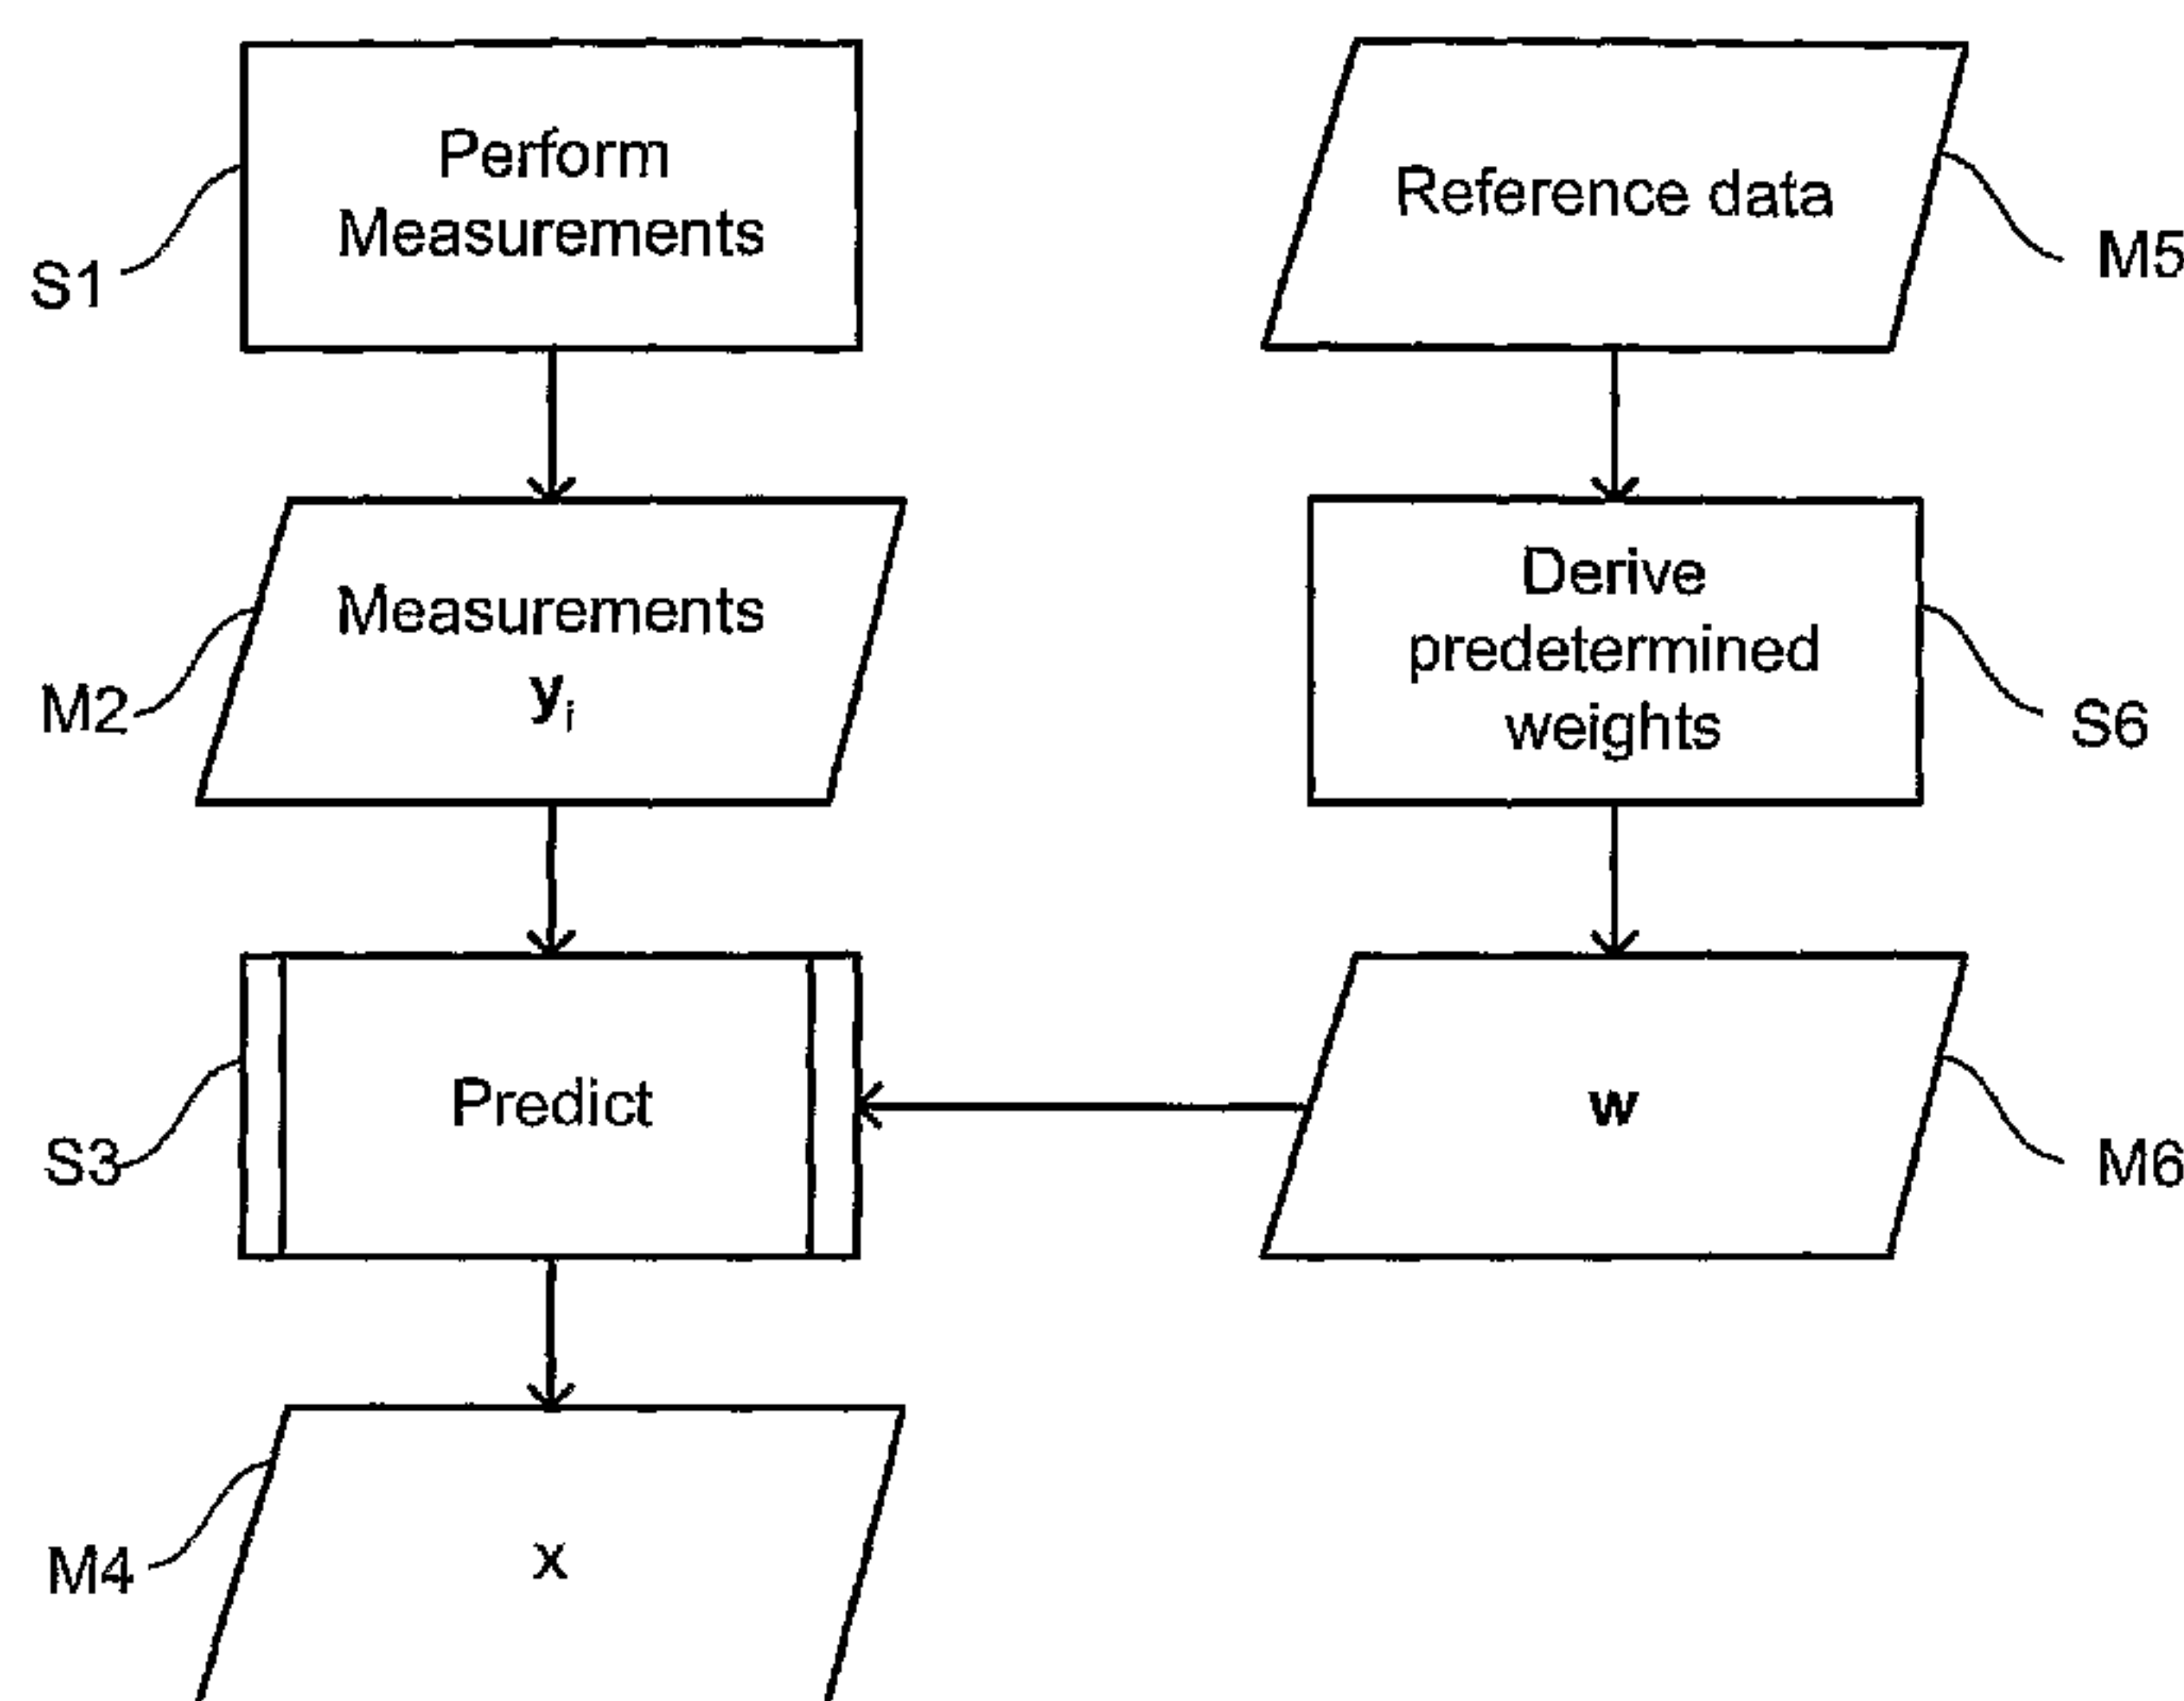 Perform
Measurements
S1
Reference data
M5
Measurements
yᵢ
M2
Derive
predetermined
weights
S6
Predict
S3
w
M6
x
M4